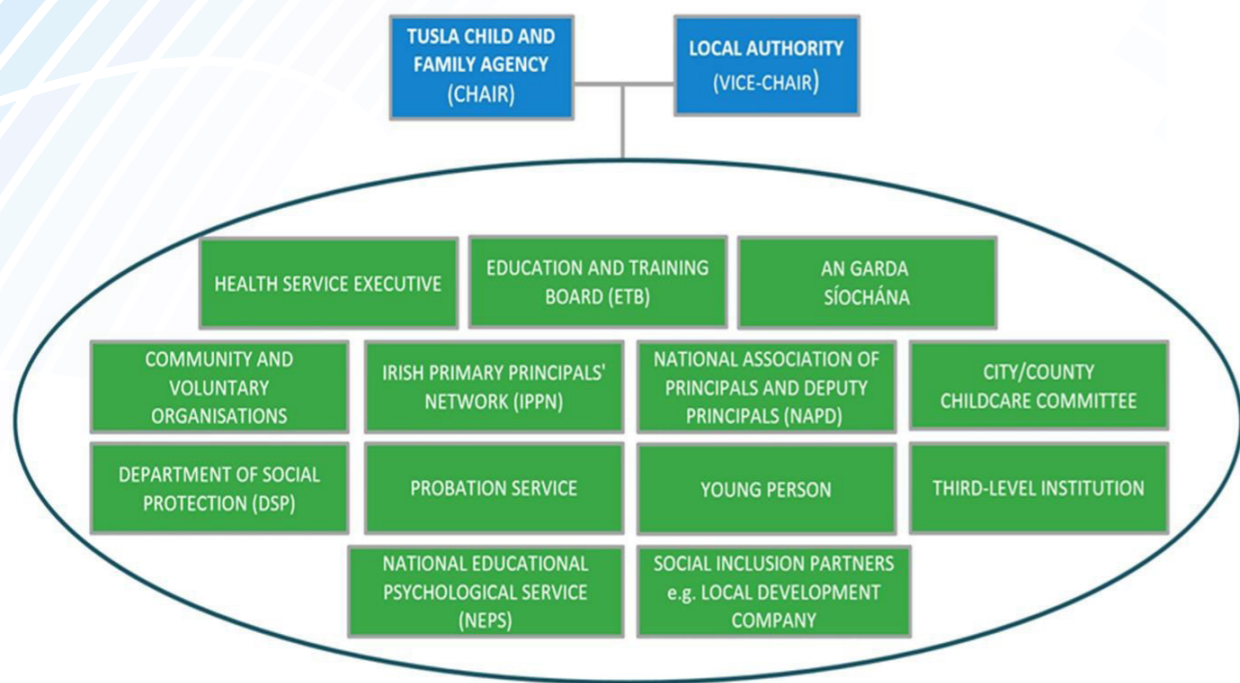 TUSLA CHILD AND
FAMILY AGENCY
(CHAIR)
LOCAL AUTHORITY
(VICE-CHAIR)
HEALTH SERVICE EXECUTIVE
EDUCATION AND TRAINING
BOARD (ETB)
AN GARDA
SÍOCHÁNA
COMMUNITY AND
VOLUNTARY
ORGANISATIONS
IRISH PRIMARY PRINCIPALS'
NETWORK (IPPN)
NATIONAL ASSOCIATION OF
PRINCIPALS AND DEPUTY
PRINCIPALS (NAPD)
CITY/COUNTY
CHILDCARE COMMITTEE
DEPARTMENT OF SOCIAL
PROTECTION (DSP)
PROBATION SERVICE
YOUNG PERSON
THIRD-LEVEL INSTITUTION
NATIONAL EDUCATIONAL
PSYCHOLOGICAL SERVICE
(NEPS)
SOCIAL INCLUSION PARTNERS
e.g. LOCAL DEVELOPMENT
COMPANY